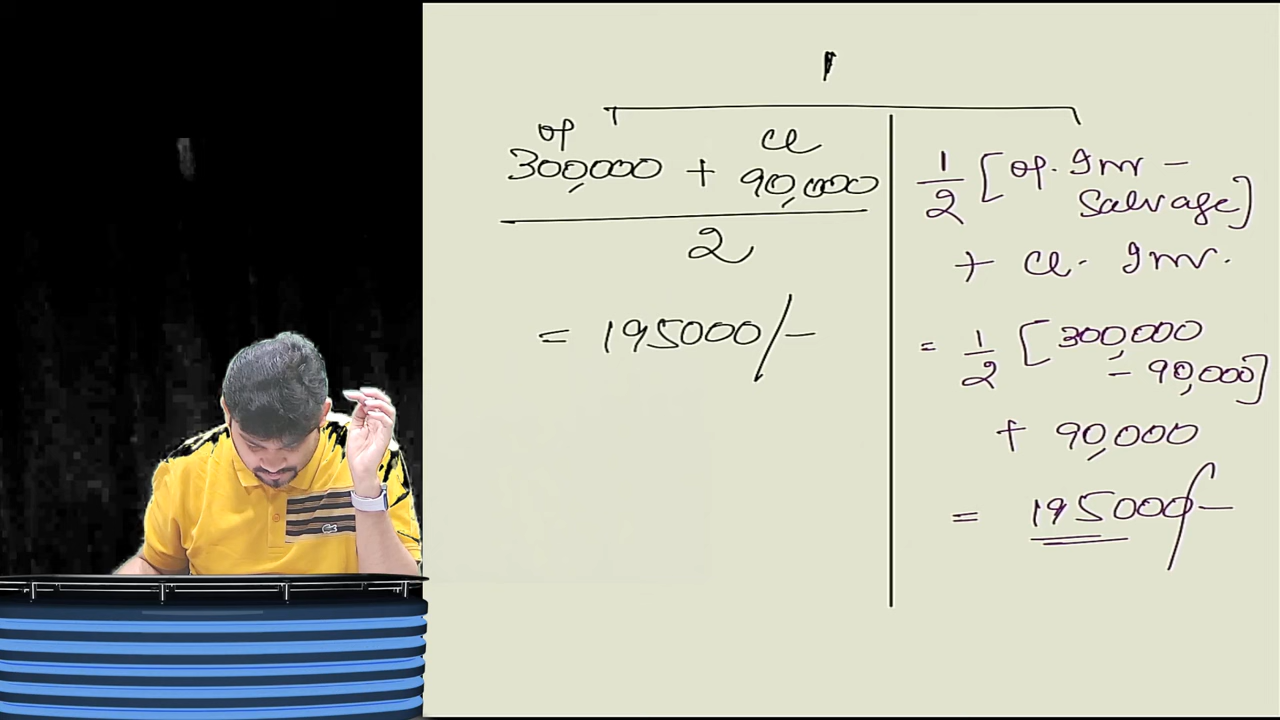 op cl
300,000 + 90,000
2
= 195000/-
1/2 [op. Inv -
Salvage]
+ cl. Inv.
= 1/2 [300,000
- 90,000]
+ 90,000
= 195000/-